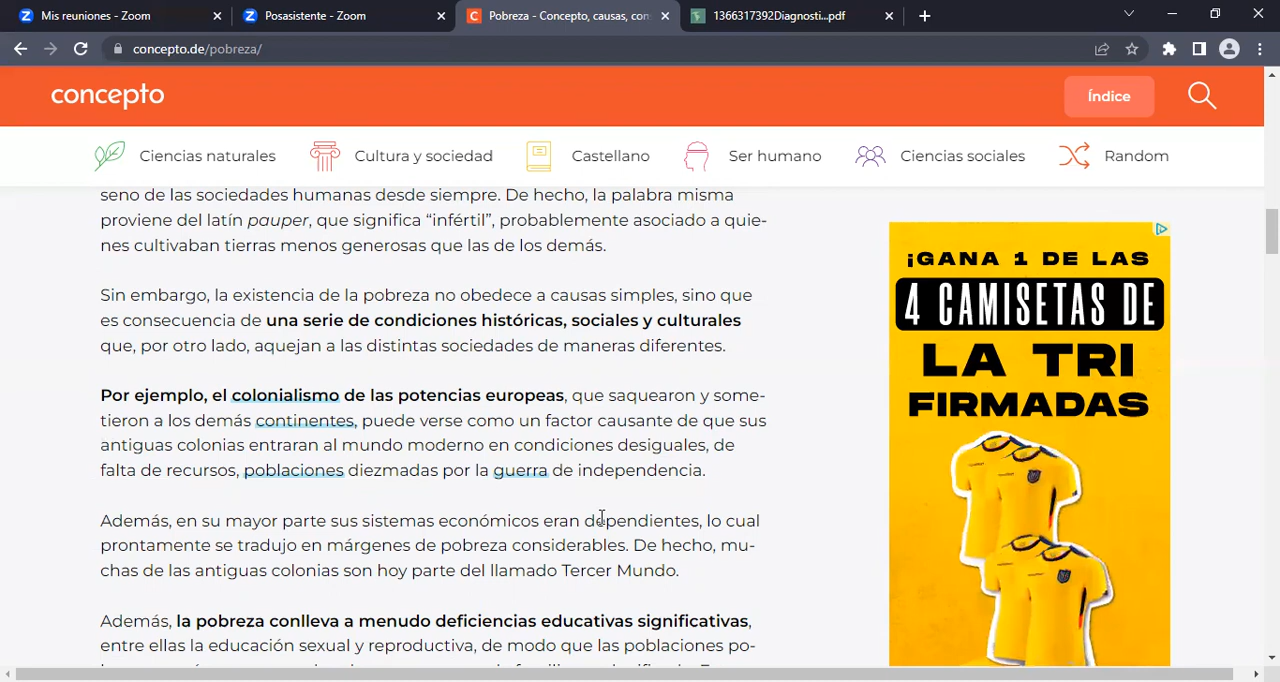 Mis reuniones - Zoom
Posasistente - Zoom
Pobreza - Concepto, causas, con
1366317392Diagnosti...pdf
concepto.de/pobreza/
concepto
Índice
Ciencias naturales
Cultura y sociedad
Castellano
Ser humano
Ciencias sociales
Random
seno de las sociedades humanas desde siempre. De hecho, la palabra misma
proviene del latín pauper, que significa “infértil”, probablemente asociado a quie-
nes cultivaban tierras menos generosas que las de los demás.
Sin embargo, la existencia de la pobreza no obedece a causas simples, sino que
es consecuencia de una serie de condiciones históricas, sociales y culturales
que, por otro lado, aquejan a las distintas sociedades de maneras diferentes.
Por ejemplo, el colonialismo de las potencias europeas, que saquearon y some-
tieron a los demás continentes, puede verse como un factor causante de que sus
antiguas colonias entraran al mundo moderno en condiciones desiguales, de
falta de recursos, poblaciones diezmadas por la guerra de independencia.
Además, en su mayor parte sus sistemas económicos eran dependientes, lo cual
prontamente se tradujo en márgenes de pobreza considerables. De hecho, mu-
chas de las antiguas colonias son hoy parte del llamado Tercer Mundo.
Además, la pobreza conlleva a menudo deficiencias educativas significativas,
entre ellas la educación sexual y reproductiva, de modo que las poblaciones po-
¡GANA 1 DE LAS
4 CAMISETAS DE
LA TRI
FIRMADAS